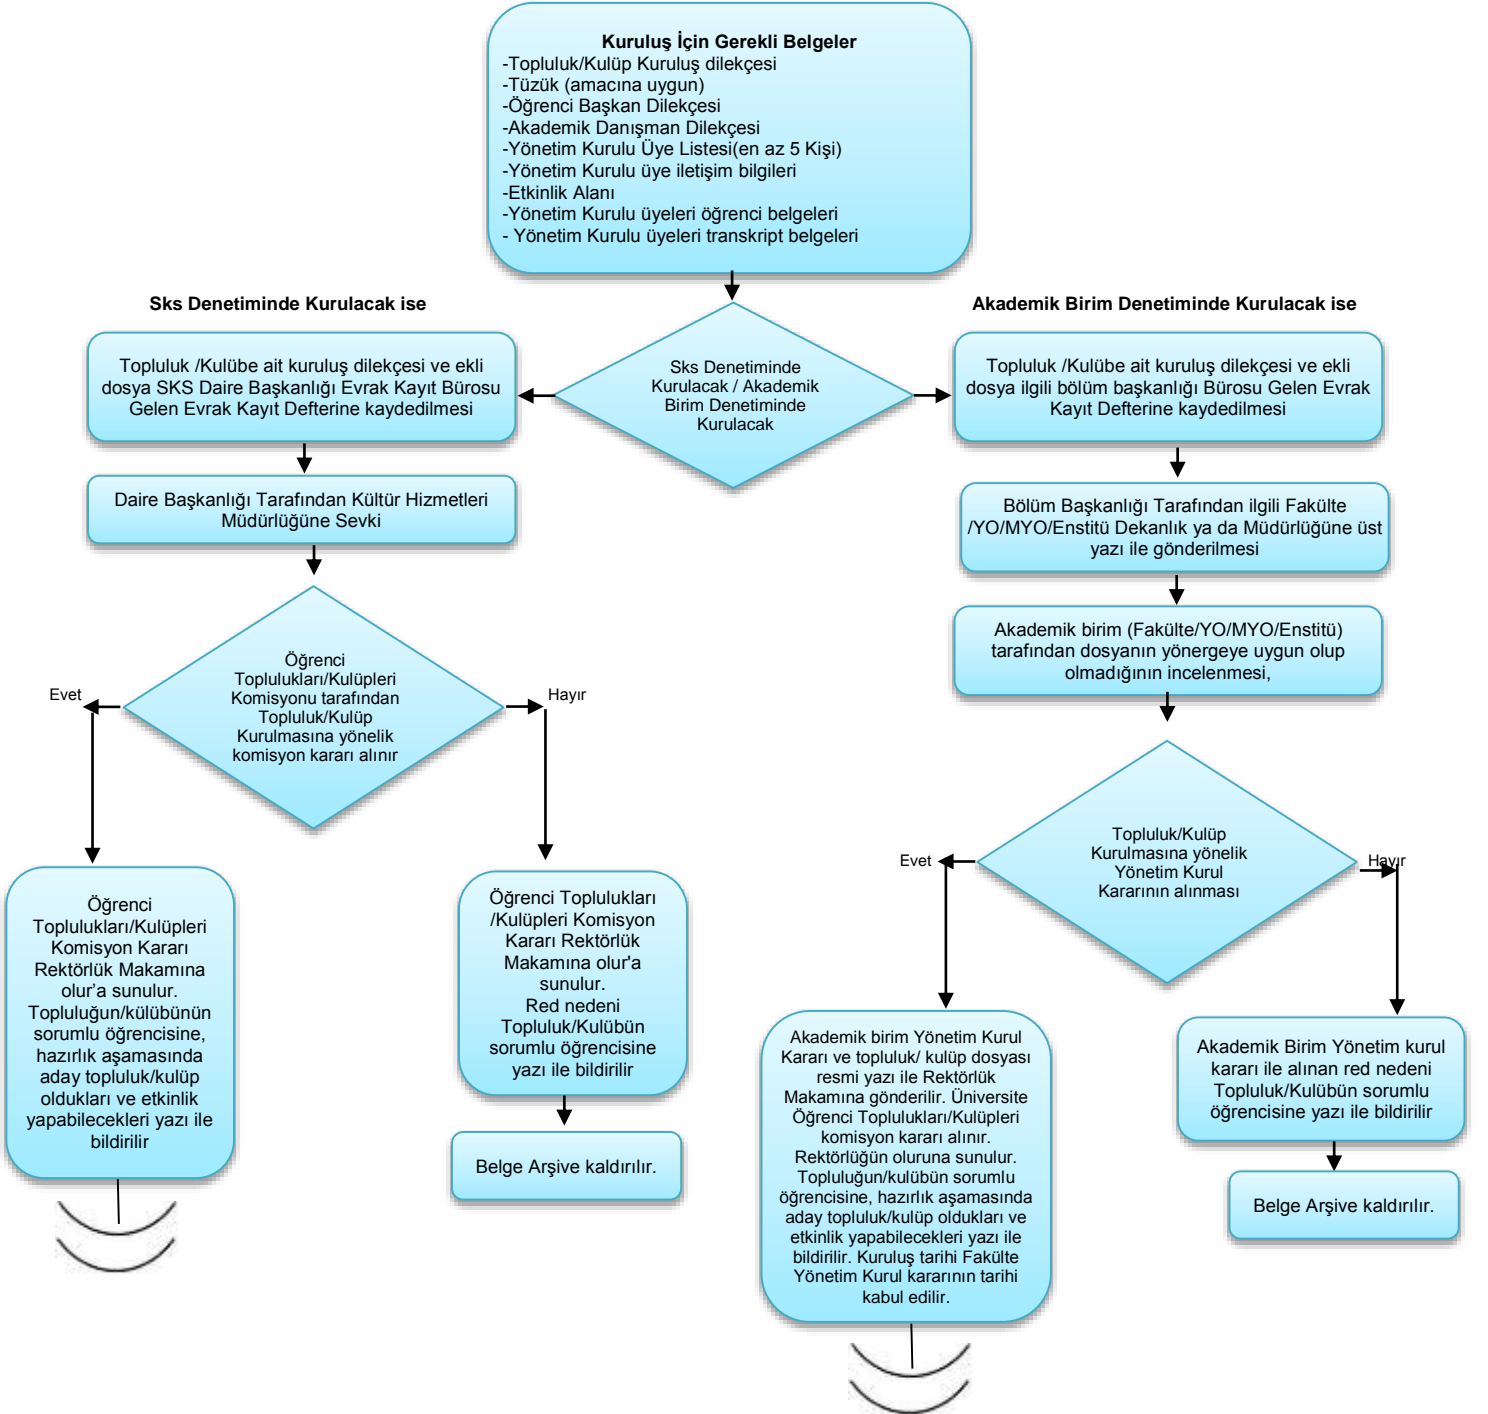 Kuruluş İçin Gerekli Belgeler
-Topluluk/Kulüp Kuruluş dilekçesi
-Tüzük (amacına uygun)
-Öğrenci Başkan Dilekçesi
-Akademik Danışman Dilekçesi
-Yönetim Kurulu Üye Listesi(en az 5 Kişi)
-Yönetim Kurulu üye iletişim bilgileri
-Etkinlik Alanı
-Yönetim Kurulu üyeleri öğrenci belgeleri
- Yönetim Kurulu üyeleri transkript belgeleri
Sks Denetiminde Kurulacak ise
Akademik Birim Denetiminde Kurulacak ise
Topluluk /Kulübe ait kuruluş dilekçesi ve ekli
dosya SKS Daire Başkanlığı Evrak Kayıt Bürosu
Gelen Evrak Kayıt Defterine kaydedilmesi
Sks Denetiminde
Kurulacak / Akademik
Birim Denetiminde
Kurulacak
Topluluk /Kulübe ait kuruluş dilekçesi ve ekli
dosya ilgili bölüm başkanlığı Bürosu Gelen Evrak
Kayıt Defterine kaydedilmesi
Daire Başkanlığı Tarafından Kültür Hizmetleri
Müdürlüğüne Sevki
Bölüm Başkanlığı Tarafından ilgili Fakülte
/YO/MYO/Enstitü Dekanlık ya da Müdürlüğüne üst
yazı ile gönderilmesi
Akademik birim (Fakülte/YO/MYO/Enstitü)
tarafından dosyanın yönergeye uygun olup
olmadığının incelenmesi,
Evet
Öğrenci
Toplulukları/Kulüpleri
Komisyonu tarafından
Topluluk/Kulüp
Kurulmasına yönelik
komisyon kararı alınır
Hayır
Evet
Topluluk/Kulüp
Kurulmasına yönelik
Yönetim Kurul
Kararının alınması
Hayır
Öğrenci
Toplulukları/Kulüpleri
Komisyon Kararı
Rektörlük Makamına
olur’a sunulur.
Topluluğun/külübünün
sorumlu öğrencisine,
hazırlık aşamasında
aday topluluk/kulüp
oldukları ve etkinlik
yapabilecekleri yazı ile
bildirilir
Öğrenci Toplulukları
/Kulüpleri Komisyon
Kararı Rektörlük
Makamına olur'a
sunulur.
Red nedeni
Topluluk/Kulübün
sorumlu öğrencisine
yazı ile bildirilir
Belge Arşive kaldırılır.
Akademik birim Yönetim Kurul
Kararı ve topluluk/ kulüp dosyası
resmi yazı ile Rektörlük
Makamına gönderilir. Üniversite
Öğrenci Toplulukları/Kulüpleri
komisyon kararı alınır.
Rektörlüğün oluruna sunulur.
Topluluğun/kulübün sorumlu
öğrencisine, hazırlık aşamasında
aday topluluk/kulüp oldukları ve
etkinlik yapabilecekleri yazı ile
bildirilir. Kuruluş tarihi Fakülte
Yönetim Kurul kararının tarihi
kabul edilir.
Akademik Birim Yönetim kurul
kararı ile alınan red nedeni
Topluluk/Kulübün sorumlu
öğrencisine yazı ile bildirilir
Belge Arşive kaldırılır.